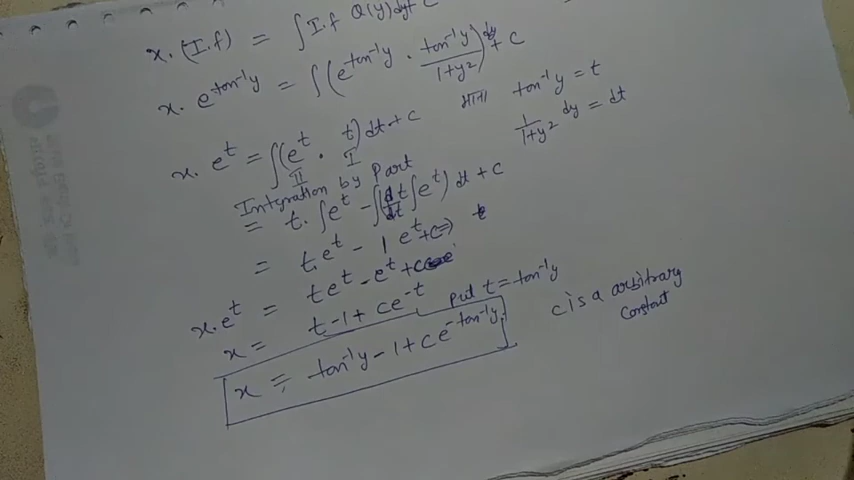 x. (I.f) = ∫I.f Q(y)dy+c
x. e^tan⁻¹y = ∫(e^tan⁻¹y . tan⁻¹y/1+y²)dy + c
माना tan⁻¹y = t
1/1+y² dy = dt
x. e^t = ∫(e^t . t)dt + c
II I
Integration by Part
= t. ∫e^t - ∫(dt/dt ∫e^t) dt + c
= t.e^t - 1 e^t + c
x.e^t = te^t - e^t + c
x = t-1 + ce^-t
put t = tan⁻¹y
x = tan⁻¹y - 1 + c e^-tan⁻¹y.
c is a arbitrary
constant